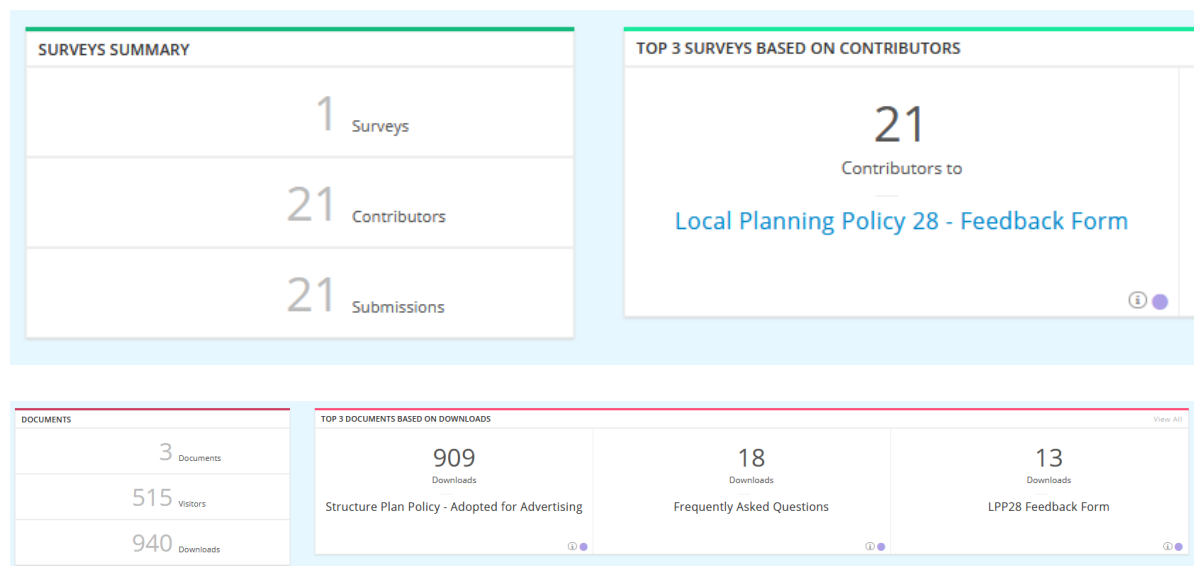 SURVEYS SUMMARY
1 Surveys
21 Contributors
21 Submissions
TOP 3 SURVEYS BASED ON CONTRIBUTORS
21
Contributors to
Local Planning Policy 28 - Feedback Form
DOCUMENTS
3 Documents
515 Visitors
940 Downloads
TOP 3 DOCUMENTS BASED ON DOWNLOADS
View All
909
Downloads
Structure Plan Policy - Adopted for Advertising
18
Downloads
Frequently Asked Questions
13
Downloads
LPP28 Feedback Form